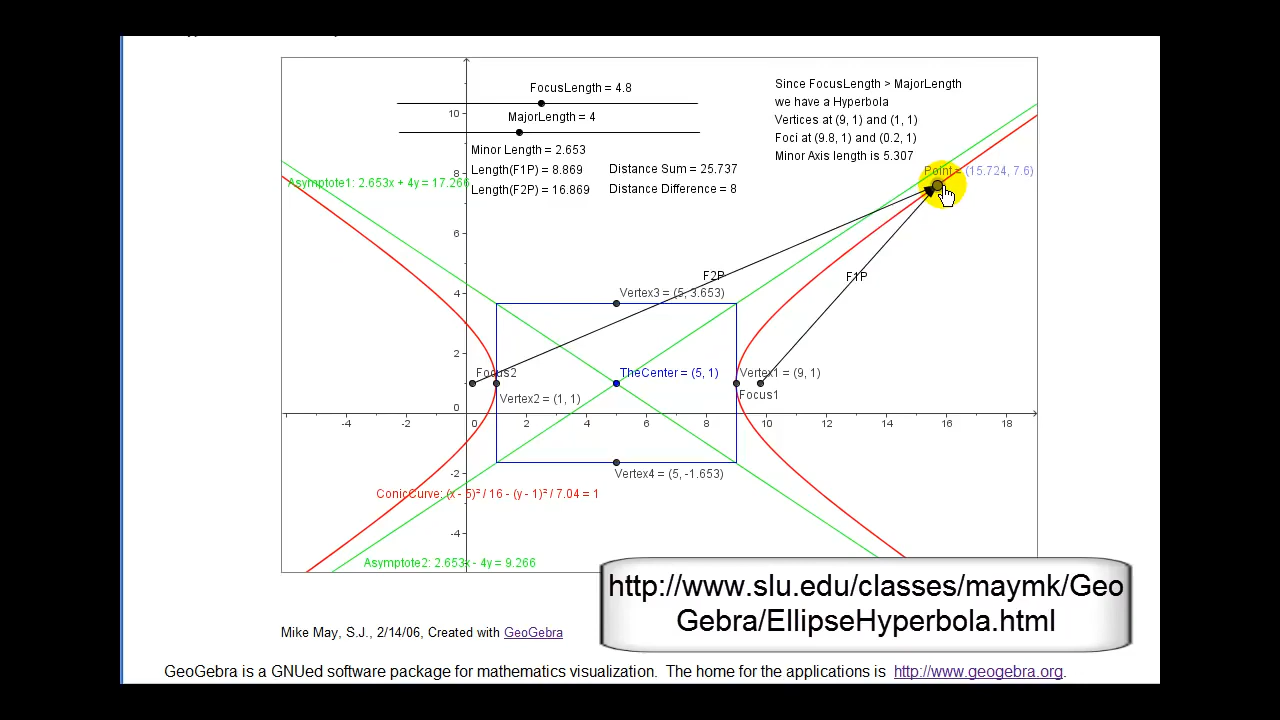 FocusLength = 4.8
MajorLength = 4
Minor Length = 2.653
Length(F1P) = 8.869
Distance Sum = 25.737
Length(F2P) = 16.869
Distance Difference = 8
Since FocusLength > MajorLength
we have a Hyperbola
Vertices at (9, 1) and (1, 1)
Foci at (9.8, 1) and (0.2, 1)
Minor Axis length is 5.307
Point = (15.724, 7.6)
Asymptote1: 2.653x + 4y = 17.266
10
8
6
4
2
0
-2
-4
F2P
F1P
Vertex3 = (5, 3.653)
Focus2
TheCenter = (5, 1)
Vertex1 = (9, 1)
Vertex2 = (1, 1)
Focus1
-4
-2
0
2
4
6
8
10
12
14
16
18
Vertex4 = (5, -1.653)
ConicCurve: (x - 5)² / 16 - (y - 1)² / 7.04 = 1
Asymptote2: 2.653x - 4y = 9.266
http://www.slu.edu/classes/maymk/Geo
Gebra/EllipseHyperbola.html
Mike May, S.J., 2/14/06, Created with GeoGebra
GeoGebra is a GNUed software package for mathematics visualization. The home for the applications is http://www.geogebra.org.